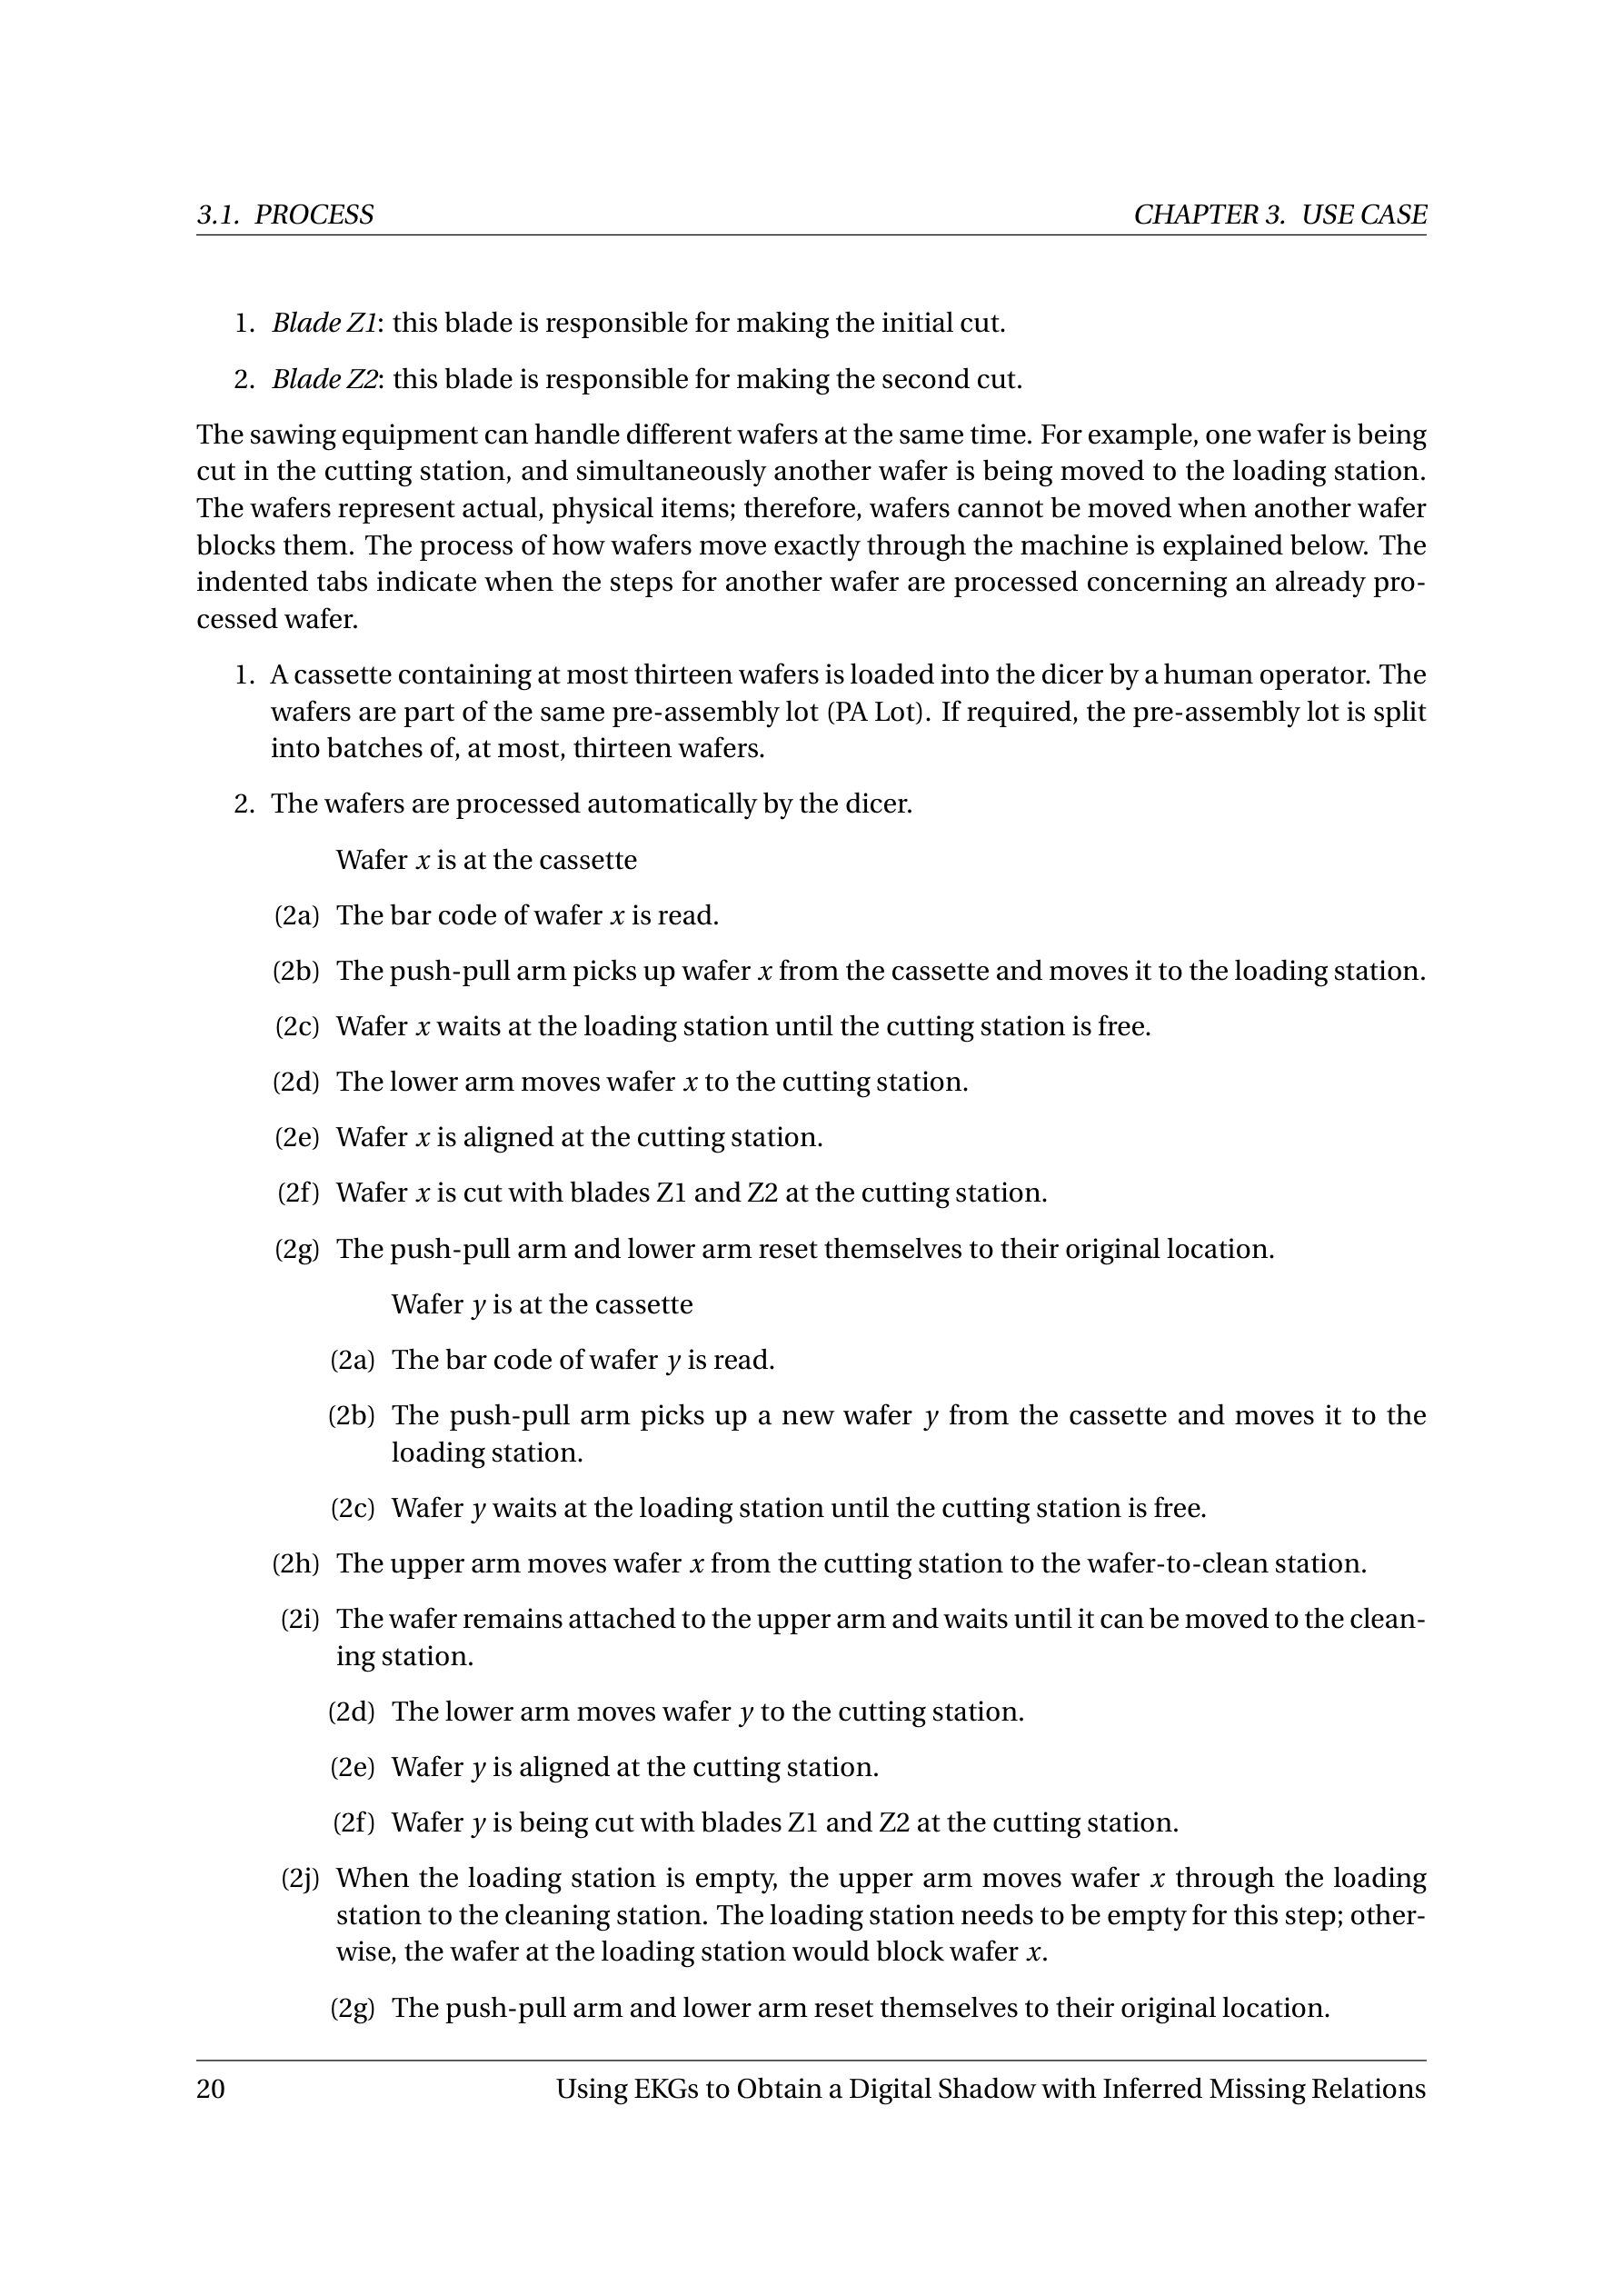 3.1. PROCESS CHAPTER 3. USE CASE
1. Blade Z1: this blade is responsible for making the initial cut.
2. Blade Z2: this blade is responsible for making the second cut.
The sawing equipment can handle different wafers at the same time. For example, one wafer is being
cut in the cutting station, and simultaneously another wafer is being moved to the loading station.
The wafers represent actual, physical items; therefore, wafers cannot be moved when another wafer
blocks them. The process of how wafers move exactly through the machine is explained below. The
indented tabs indicate when the steps for another wafer are processed concerning an already pro-
cessed wafer.
1. A cassette containing at most thirteen wafers is loaded into the dicer by a human operator. The
wafers are part of the same pre-assembly lot (PA Lot). If required, the pre-assembly lot is split
into batches of, at most, thirteen wafers.
2. The wafers are processed automatically by the dicer.
Wafer x is at the cassette
(2a) The bar code of wafer x is read.
(2b) The push-pull arm picks up wafer x from the cassette and moves it to the loading station.
(2c) Wafer x waits at the loading station until the cutting station is free.
(2d) The lower arm moves wafer x to the cutting station.
(2e) Wafer x is aligned at the cutting station.
(2f) Wafer x is cut with blades Z1 and Z2 at the cutting station.
(2g) The push-pull arm and lower arm reset themselves to their original location.
Wafer y is at the cassette
(2a) The bar code of wafer y is read.
(2b) The push-pull arm picks up a new wafer y from the cassette and moves it to the
loading station.
(2c) Wafer y waits at the loading station until the cutting station is free.
(2h) The upper arm moves wafer x from the cutting station to the wafer-to-clean station.
(2i) The wafer remains attached to the upper arm and waits until it can be moved to the clean-
ing station.
(2d) The lower arm moves wafer y to the cutting station.
(2e) Wafer y is aligned at the cutting station.
(2f) Wafer y is being cut with blades Z1 and Z2 at the cutting station.
(2j) When the loading station is empty, the upper arm moves wafer x through the loading
station to the cleaning station. The loading station needs to be empty for this step; other-
wise, the wafer at the loading station would block wafer x.
(2g) The push-pull arm and lower arm reset themselves to their original location.
20 Using EKGs to Obtain a Digital Shadow with Inferred Missing Relations